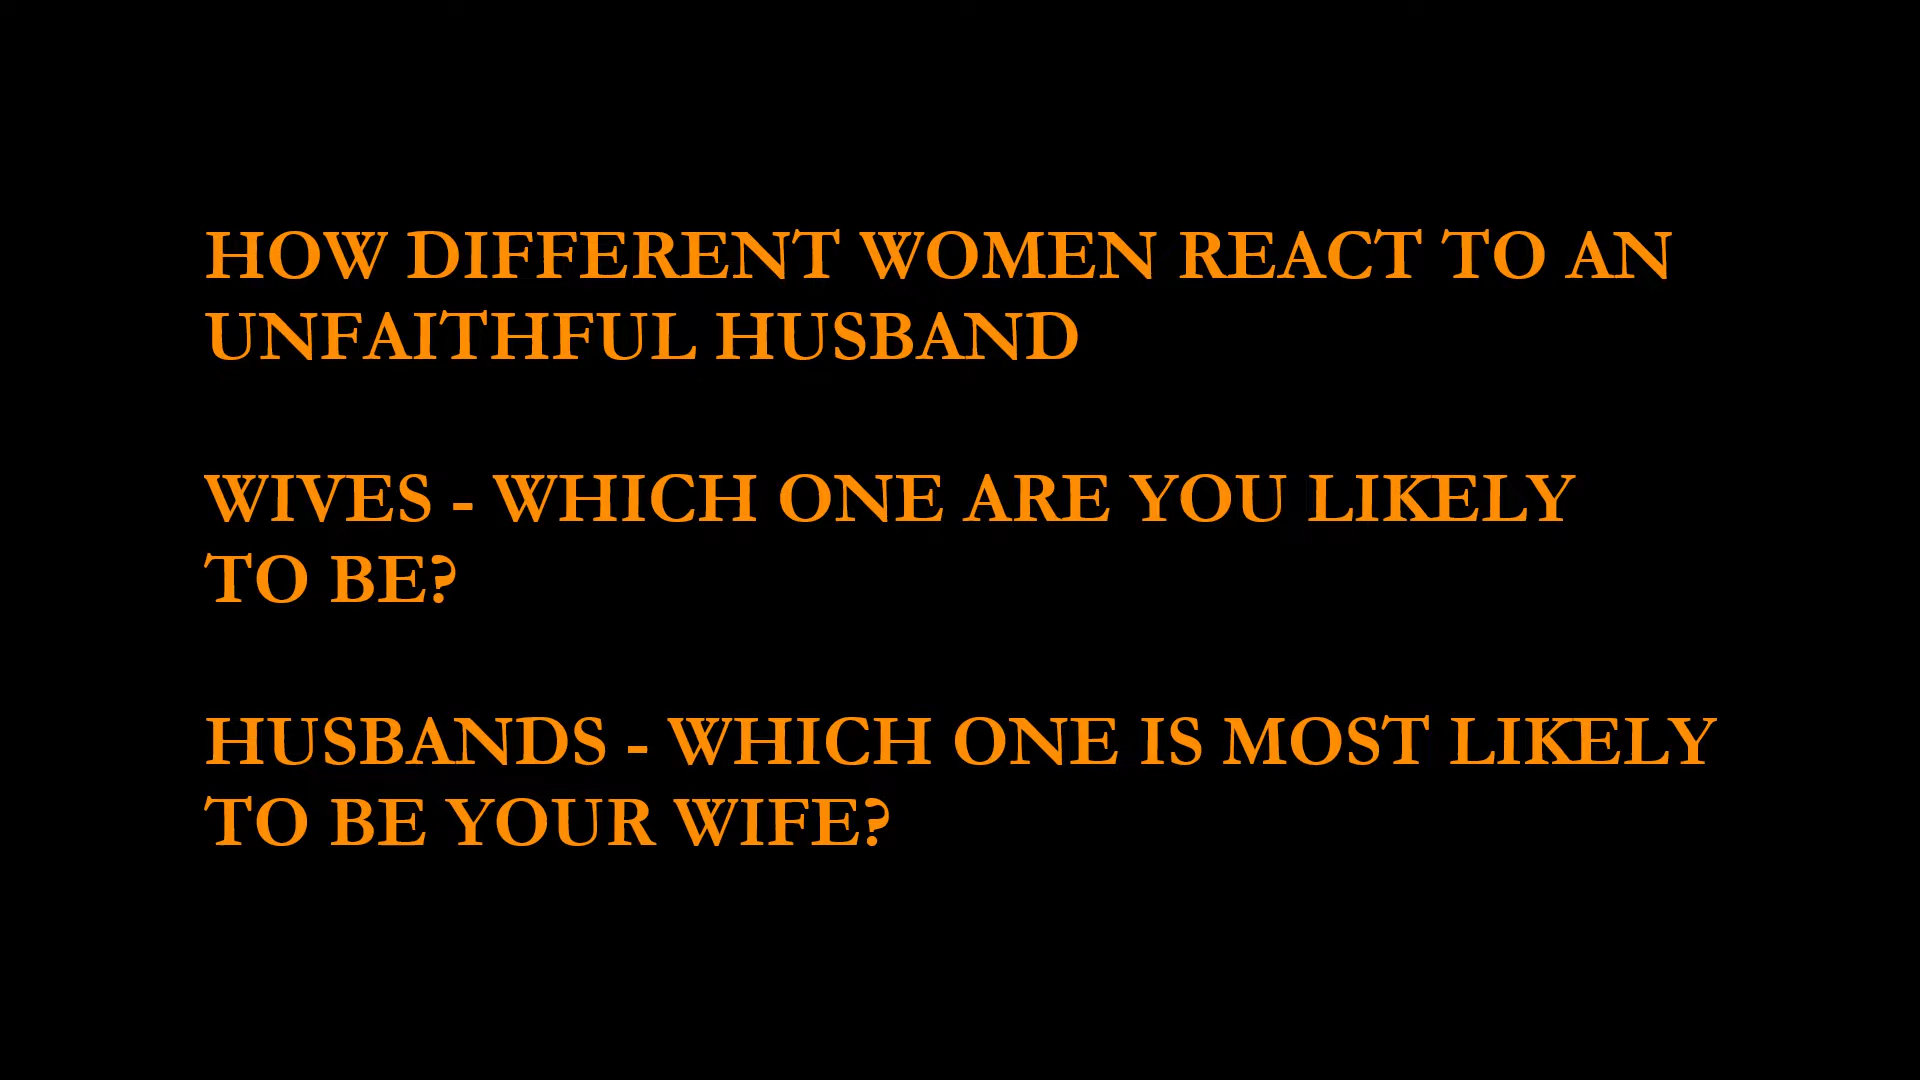 HOW DIFFERENT WOMEN REACT TO AN
UNFAITHFUL HUSBAND
WIVES - WHICH ONE ARE YOU LIKELY
TO BE?
HUSBANDS - WHICH ONE IS MOST LIKELY
TO BE YOUR WIFE?